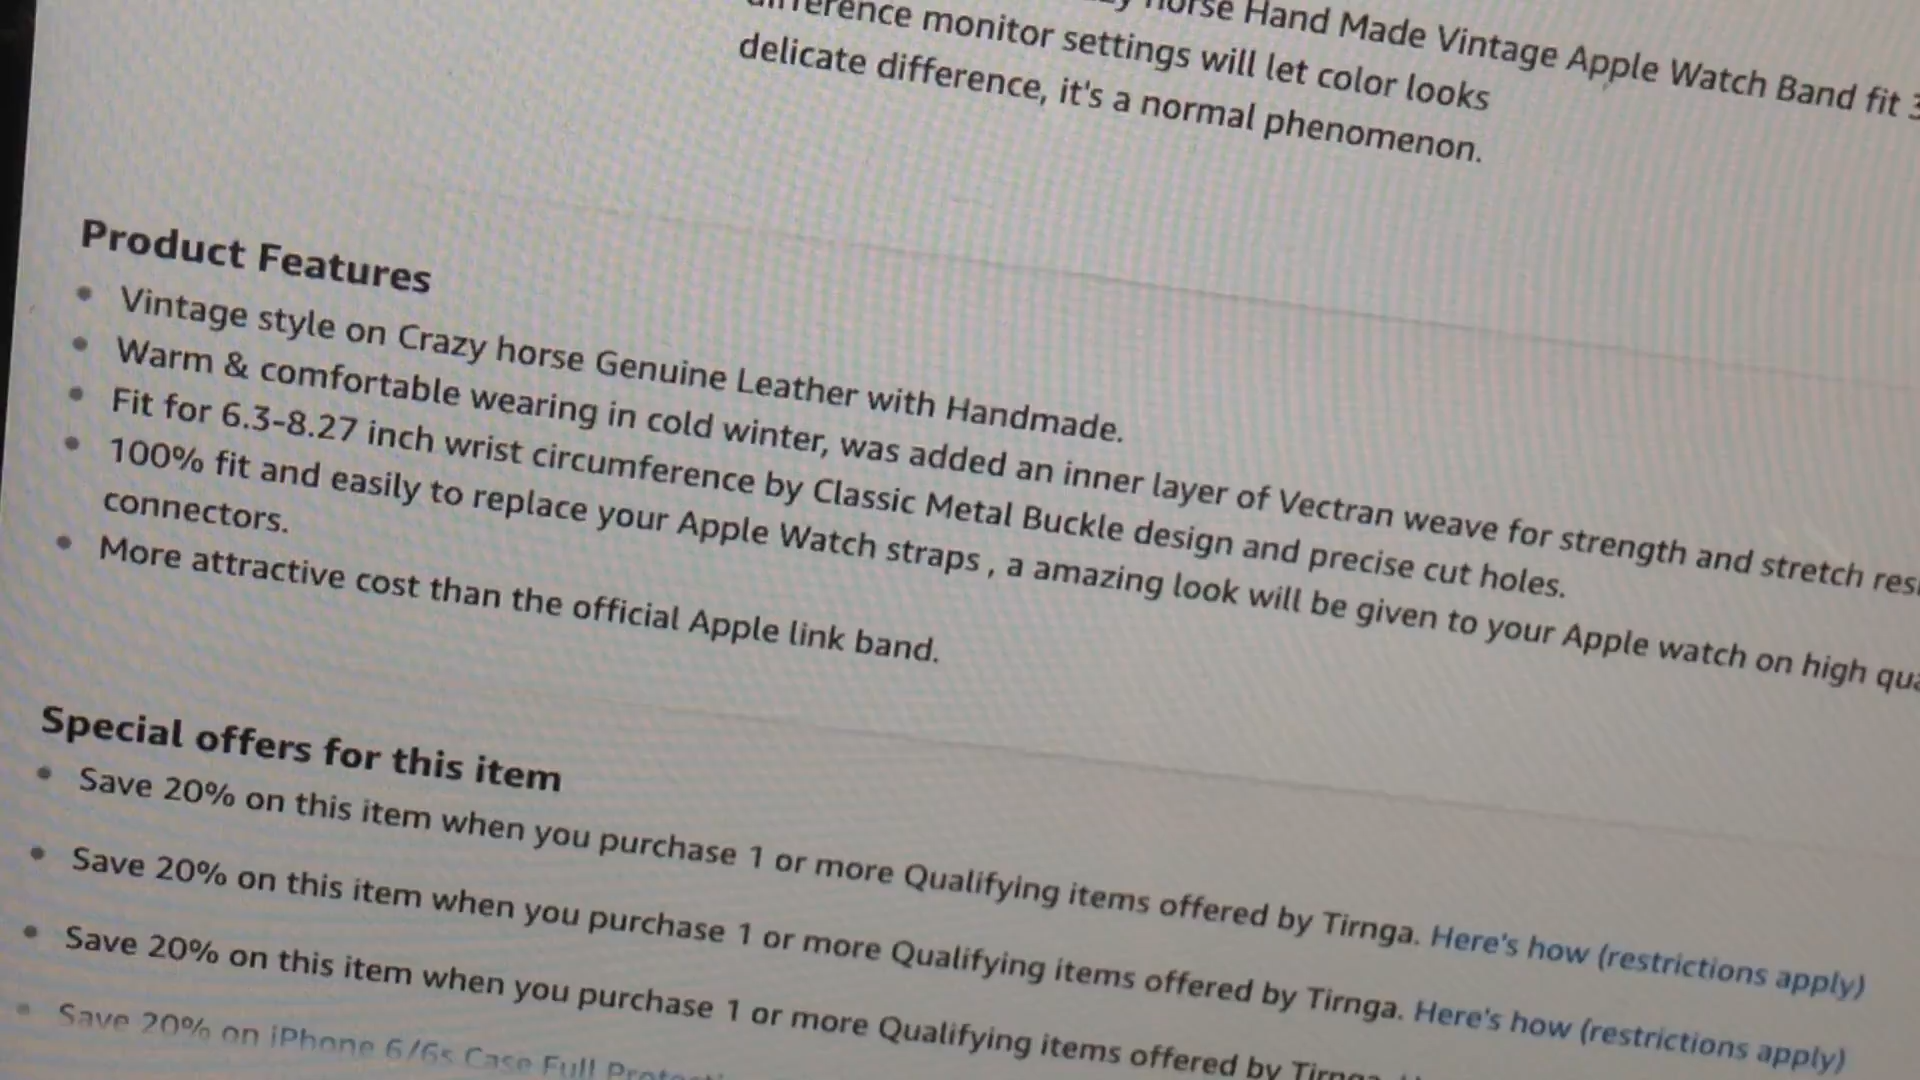 horse Hand Made Vintage Apple Watch Band fit
difference monitor settings will let color looks
delicate difference, it's a normal phenomenon.
Product Features
• Vintage style on Crazy horse Genuine Leather with Handmade.
• Warm & comfortable wearing in cold winter, was added an inner layer of Vectran weave for strength and stretch
• Fit for 6.3-8.27 inch wrist circumference by Classic Metal Buckle design and precise cut holes.
• 100% fit and easily to replace your Apple Watch straps , a amazing look will be given to your Apple watch on high
connectors.
• More attractive cost than the official Apple link band.
Special offers for this item
• Save 20% on this item when you purchase 1 or more Qualifying items offered by Tirnga. Here's how (restrictions apply)
• Save 20% on this item when you purchase 1 or more Qualifying items offered by Tirnga. Here's how (restrictions apply)
• Save 20% on this item when you purchase 1 or more Qualifying items offered by Tirnga.
• Save 20% on iPhone 6/6s Case Full